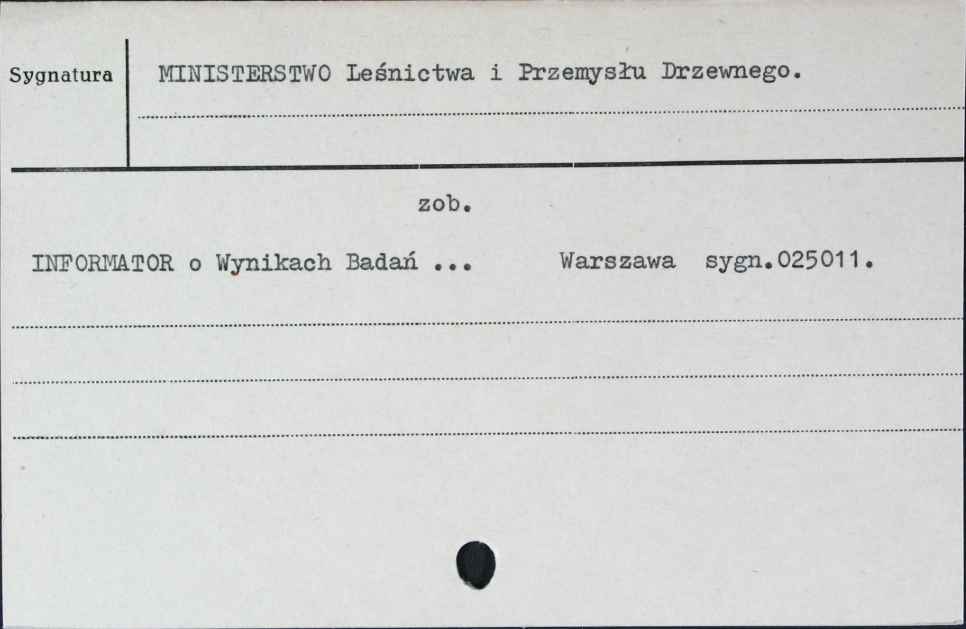 Sygnatura
MINISTERSTWO Leśnictwa i Przemysłu Drzewnego.
zob.
INFORMATOR o Wynikach Badań ... Warszawa sygn.025011.